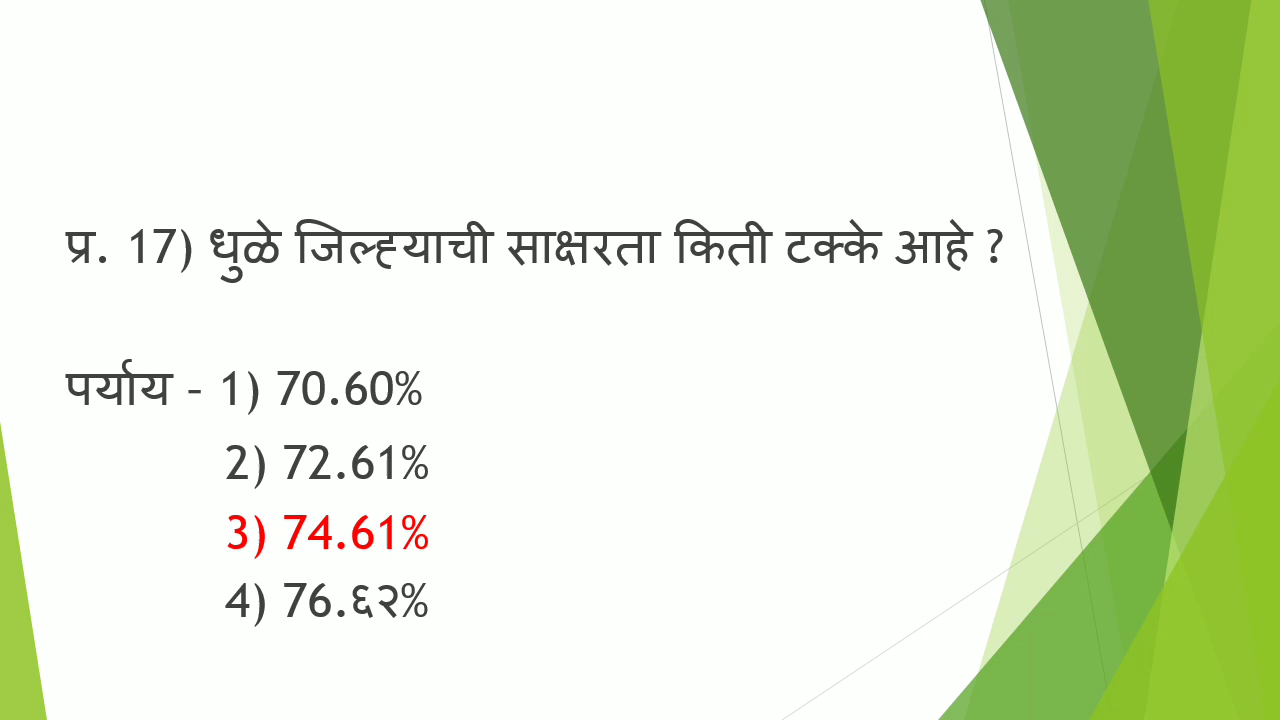 प्र. 17) धुळे जिल्ह्याची साक्षरता किती टक्के आहे ?
पर्याय - 1) 70.60%
2) 72.61%
3) 74.61%
4) 76.६२%